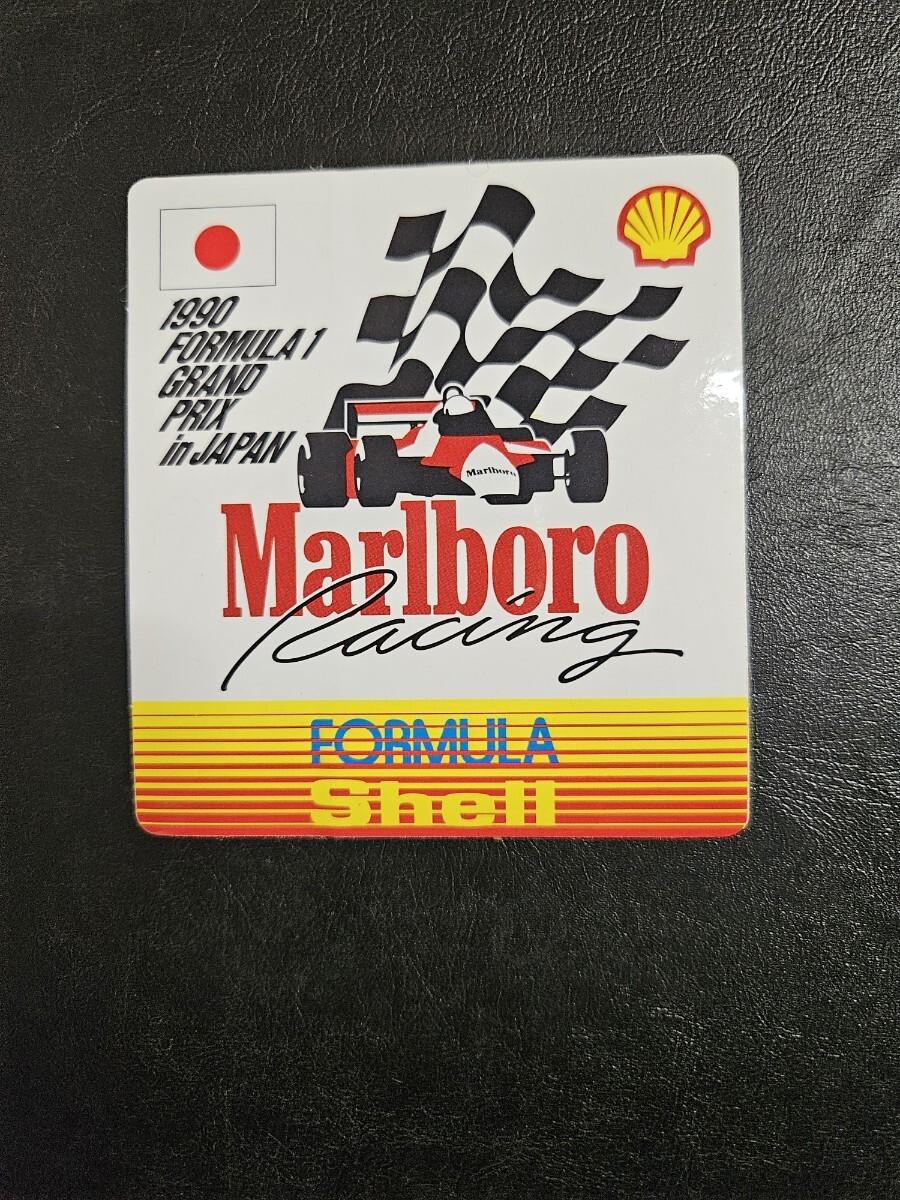 1990
FORMULA 1
GRAND
PRIX
in JAPAN
Marlboro
Marlboro
Racing
FORMULA
Shell